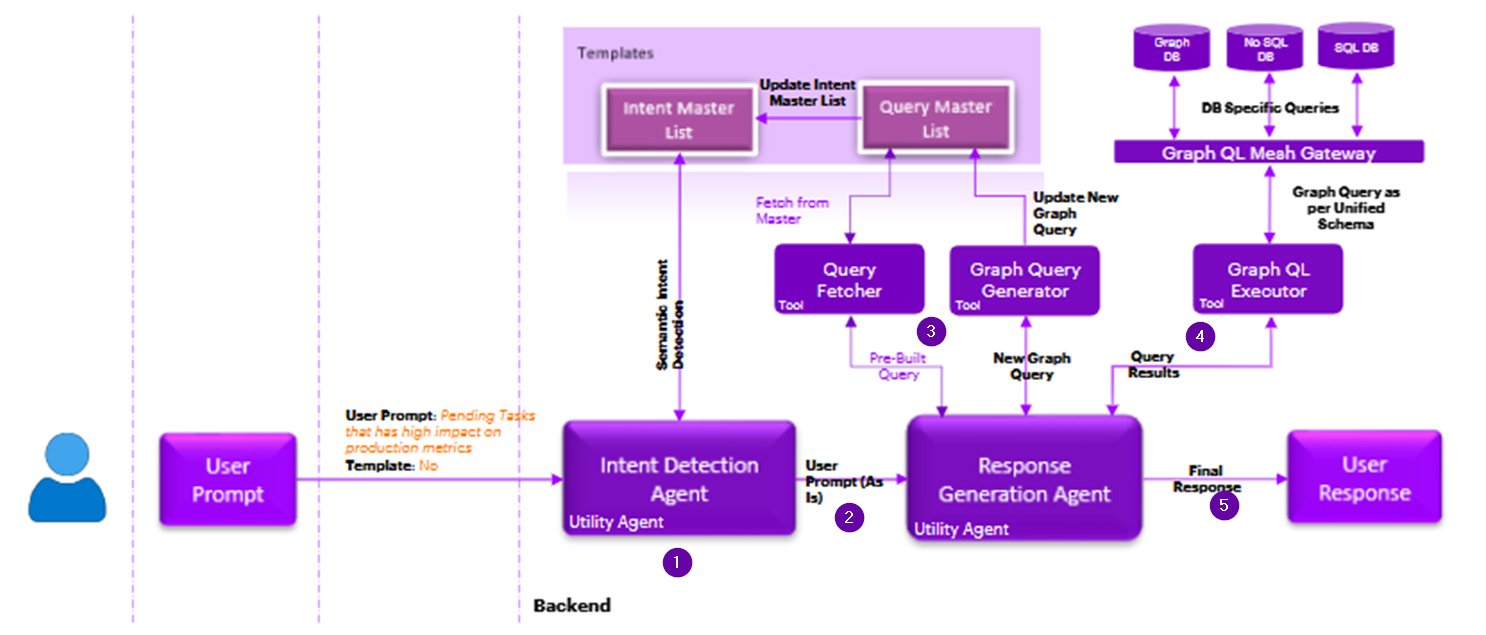 Templates
Intent Master
List
Update Intent
Master List
Query Master
List
Graph
DB
No SQL
DB
SQL DB
DB Specific Queries
Graph QL Mesh Gateway
Fetch from
Master
Update New
Graph
Query
Graph Query as
per Unified
Schema
Semantic Intent
Detection
Query
Fetcher
Tool
Graph Query
Generator
Tool
Graph QL
Executor
Tool
3
4
Pre-Built
Query
New Graph
Query
Query
Results
User Prompt: Pending Tasks
that has high impact on
production metrics
Template: No
User
Prompt
Intent Detection
Agent
Utility Agent
1
User
Prompt (As
Is)
2
Response
Generation Agent
Utility Agent
Final
Response
5
User
Response
Backend